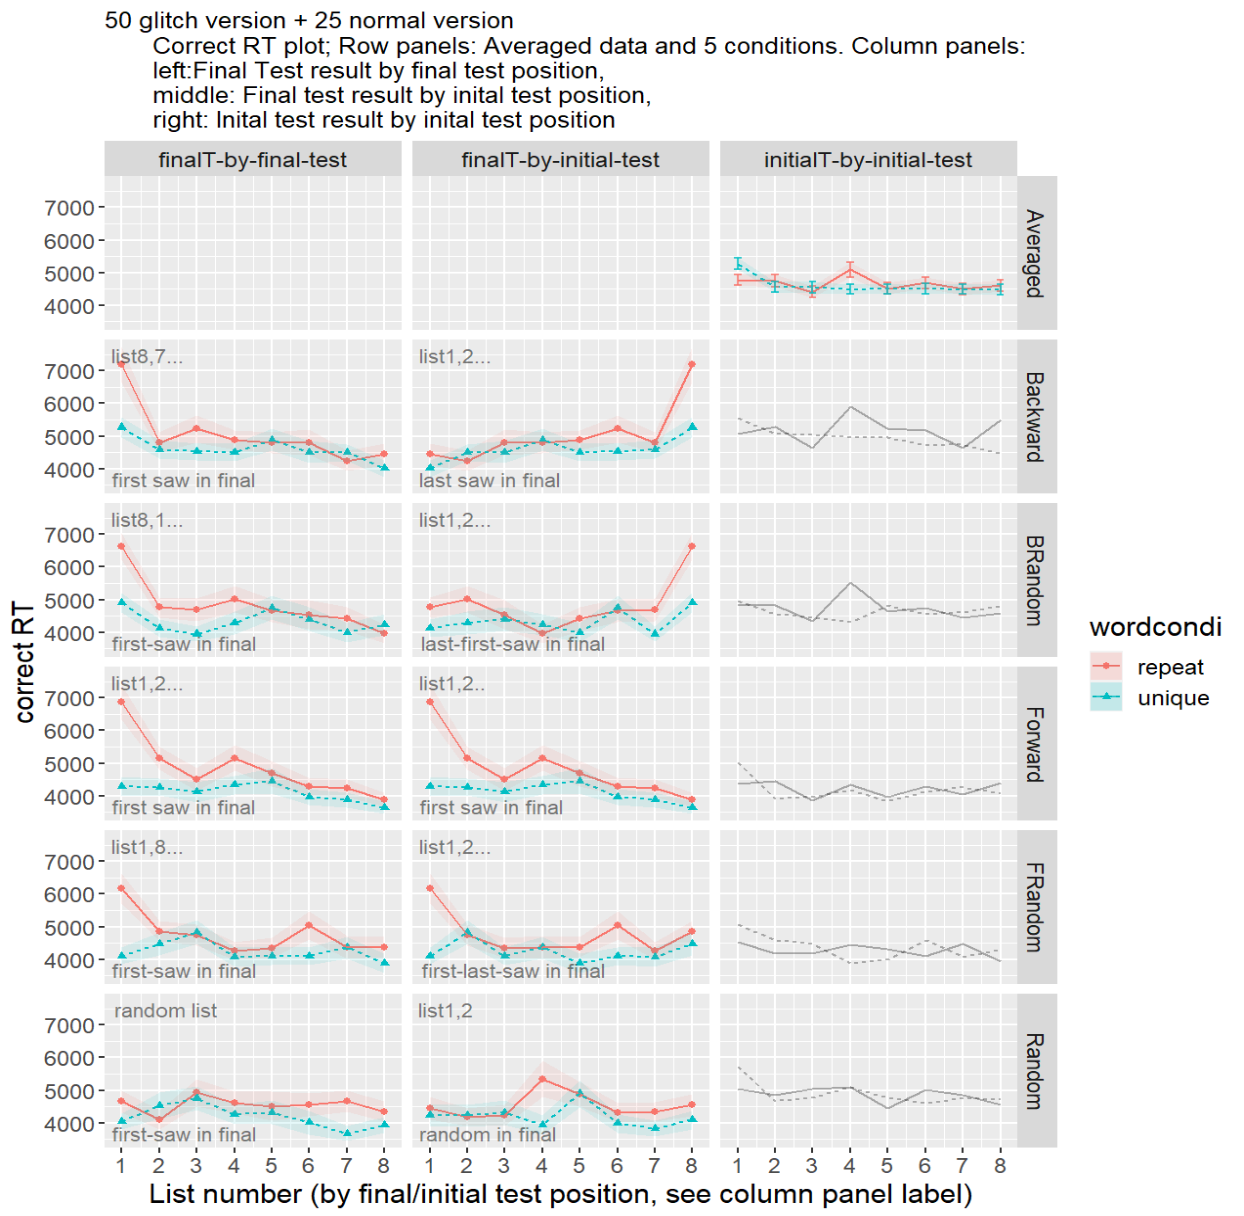 50 glitch version + 25 normal version
Correct RT plot; Row panels: Averaged data and 5 conditions. Column panels:
left:Final Test result by final test position,
middle: Final test result by inital test position,
right: Inital test result by inital test position
finalT-by-final-test
finalT-by-initial-test
initialT-by-initial-test
7000
6000
5000
4000
Averaged
7000
6000
5000
4000
list8,7...
first saw in final
list1,2...
last saw in final
Backward
7000
6000
5000
4000
list8,1...
first-saw in final
list1,2...
last-first-saw in final
BRandom
7000
6000
5000
4000
list1,2...
first saw in final
list1,2..
first saw in final
Forward
7000
6000
5000
4000
list1,8...
first-saw in final
list1,2...
first-last-saw in final
FRandom
7000
6000
5000
4000
random list
first-saw in final
list1,2
random in final
Random
1 2 3 4 5 6 7 8
1 2 3 4 5 6 7 8
1 2 3 4 5 6 7 8
List number (by final/initial test position, see column panel label)
correct RT
wordcondi
repeat
unique